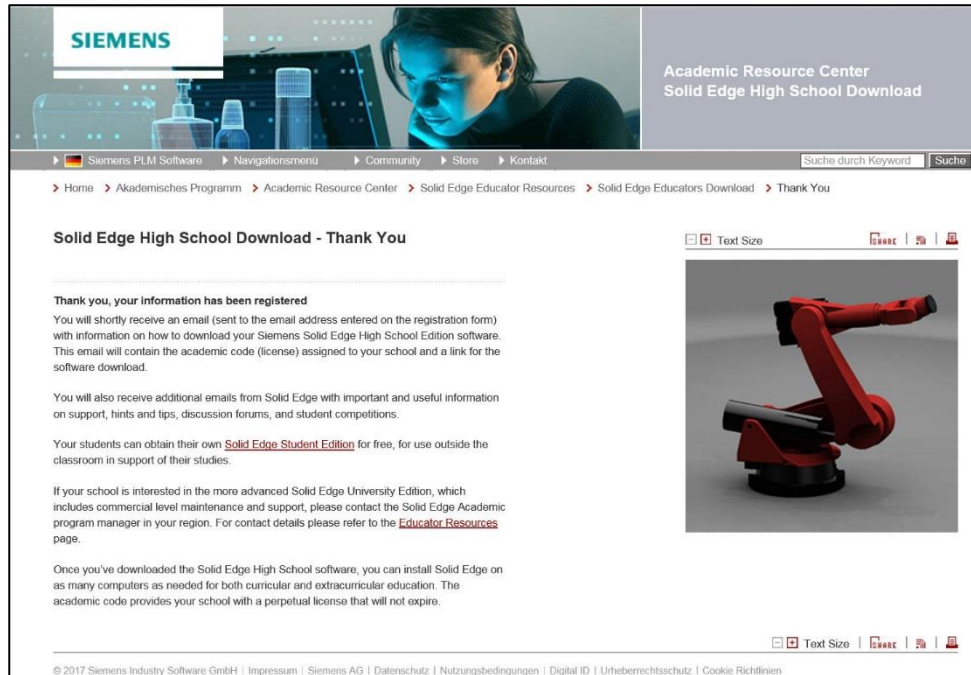 SIEMENS
Academic Resource Center
Solid Edge High School Download
Siemens PLM Software Navigationsmenü Community Store Kontakt Suche durch Keyword Suche
Home Akademisches Programm Academic Resource Center Solid Edge Educator Resources Solid Edge Educators Download Thank You
Solid Edge High School Download - Thank You
Text Size SHARE
Thank you, your information has been registered
You will shortly receive an email (sent to the email address entered on the registration form)
with information on how to download your Siemens Solid Edge High School Edition software.
This email will contain the academic code (license) assigned to your school and a link for the
software download.
You will also receive additional emails from Solid Edge with important and useful information
on support, hints and tips, discussion forums, and student competitions.
Your students can obtain their own Solid Edge Student Edition for free, for use outside the
classroom in support of their studies.
If your school is interested in the more advanced Solid Edge University Edition, which
includes commercial level maintenance and support, please contact the Solid Edge Academic
program manager in your region. For contact details please refer to the Educator Resources
page.
Once you've downloaded the Solid Edge High School software, you can install Solid Edge on
as many computers as needed for both curricular and extracurricular education. The
academic code provides your school with a perpetual license that will not expire.
Text Size | SHARE
© 2017 Siemens Industry Software GmbH | Impressum | Siemens AG | Datenschutz | Nutzungsbedingungen | Digital ID | Urheberrechtsschutz | Cookie Richtlinien